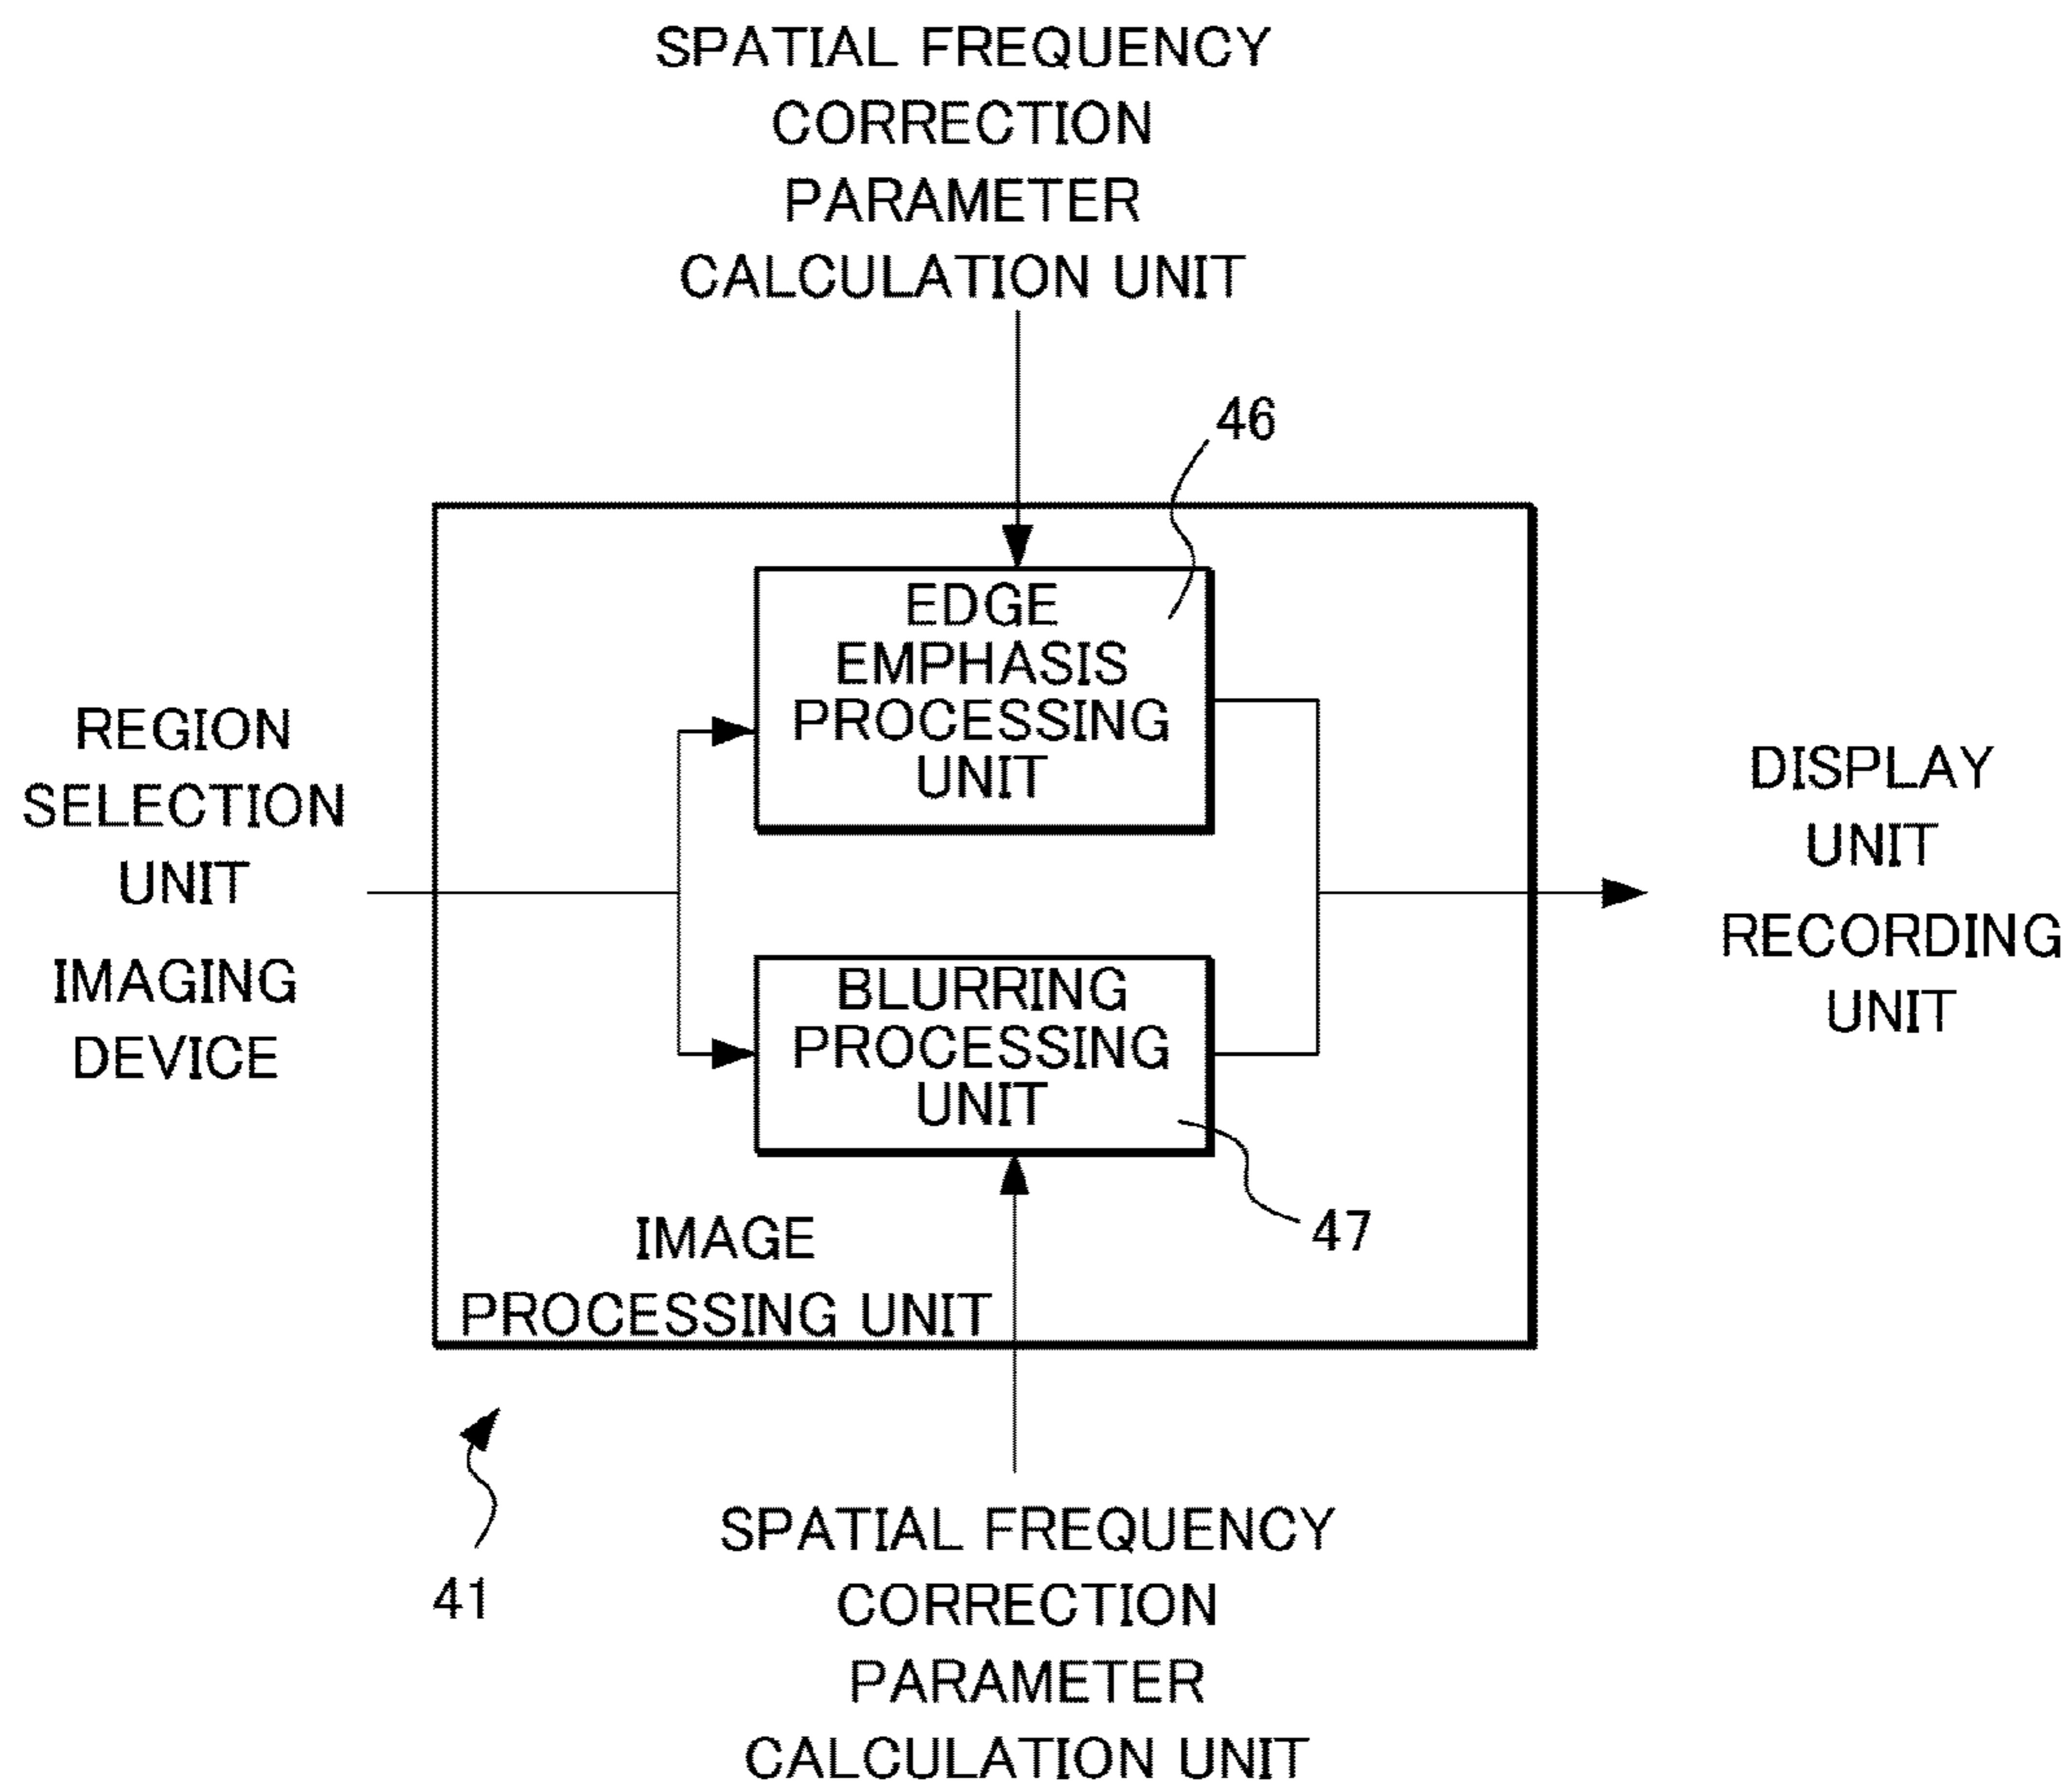 SPATIAL FREQUENCY
CORRECTION
PARAMETER
CALCULATION UNIT
46
EDGE
EMPHASIS
PROCESSING
UNIT
REGION
SELECTION
UNIT
IMAGING
DEVICE
DISPLAY
UNIT
RECORDING
UNIT
BLURRING
PROCESSING
UNIT
47
IMAGE
PROCESSING UNIT
41
SPATIAL FREQUENCY
CORRECTION
PARAMETER
CALCULATION UNIT